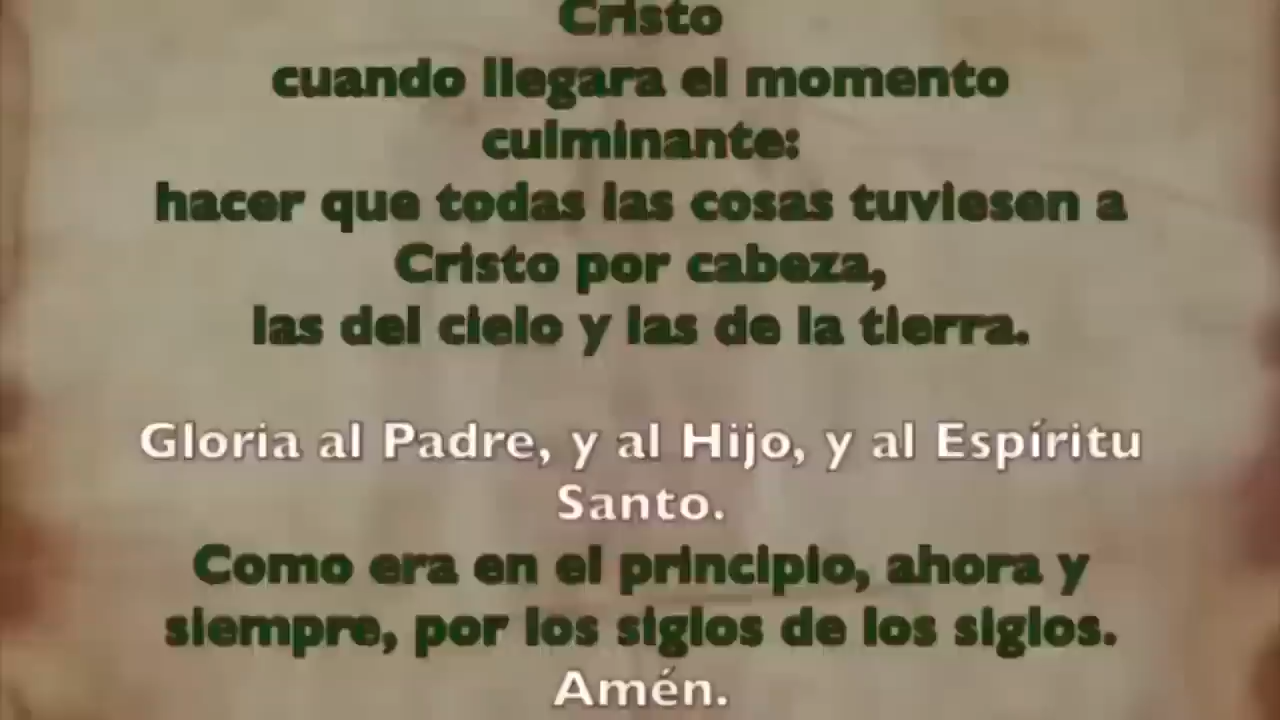 Cristo
cuando llegara el momento
culminante:
hacer que todas las cosas tuviesen a
Cristo por cabeza,
las del cielo y las de la tierra.
Gloria al Padre, y al Hijo, y al Espíritu
Santo.
Como era en el principio, ahora y
siempre, por los siglos de los siglos.
Amén.